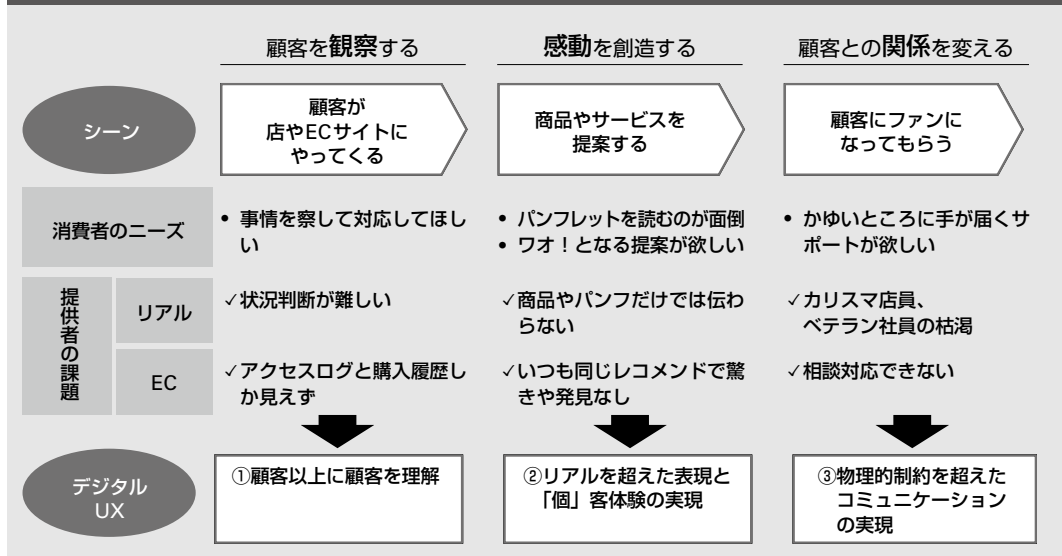 顧客を観察する
感動を創造する
顧客との関係を変える
シーン
顧客が
店やECサイトに
やってくる
商品やサービスを
提案する
顧客にファンに
なってもらう
消費者のニーズ
• 事情を察して対応してほし
い
• パンフレットを読むのが面倒
• ワオ！となる提案が欲しい
• かゆいところに手が届くサ
ポートが欲しい
提供者の課題
リアル
✓状況判断が難しい
✓商品やパンフだけでは伝わ
らない
✓カリスマ店員、
ベテラン社員の枯渇
EC
✓アクセスログと購入履歴し
か見えず
✓いつも同じレコメンドで驚
きや発見なし
✓相談対応できない
デジタル
UX
①顧客以上に顧客を理解
②リアルを超えた表現と
「個」客体験の実現
③物理的制約を超えた
コミュニケーション
の実現